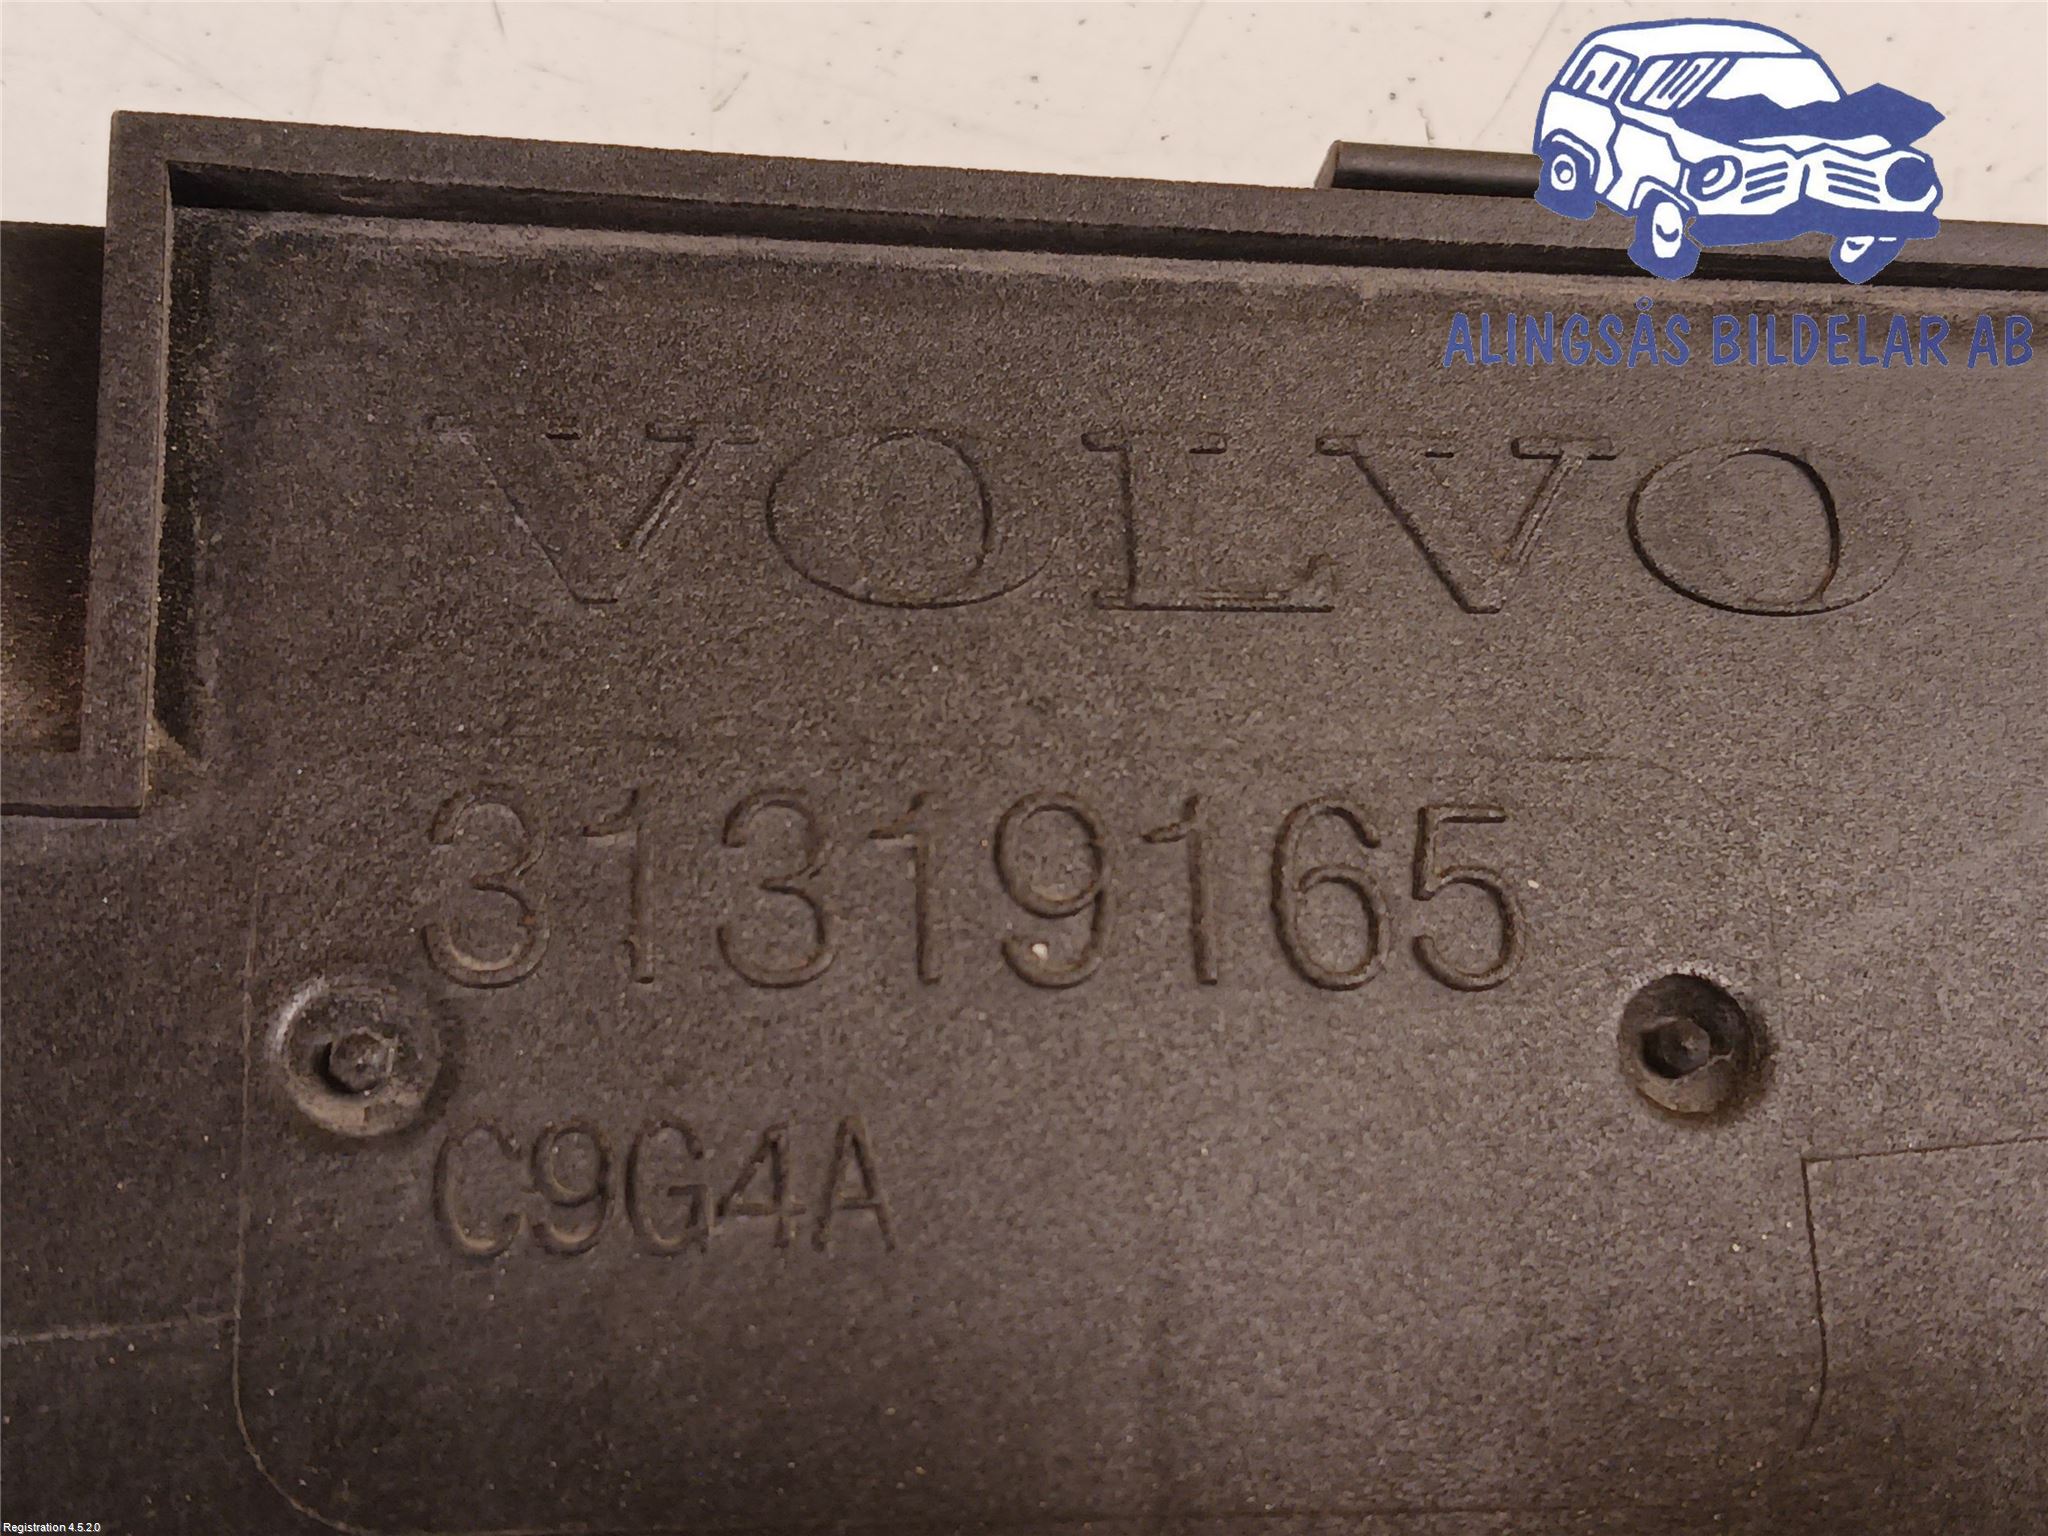 ALINGSÅS BILDELAR AB
VOLVO
31319165
C9G4A
Registration 4.5.2.0